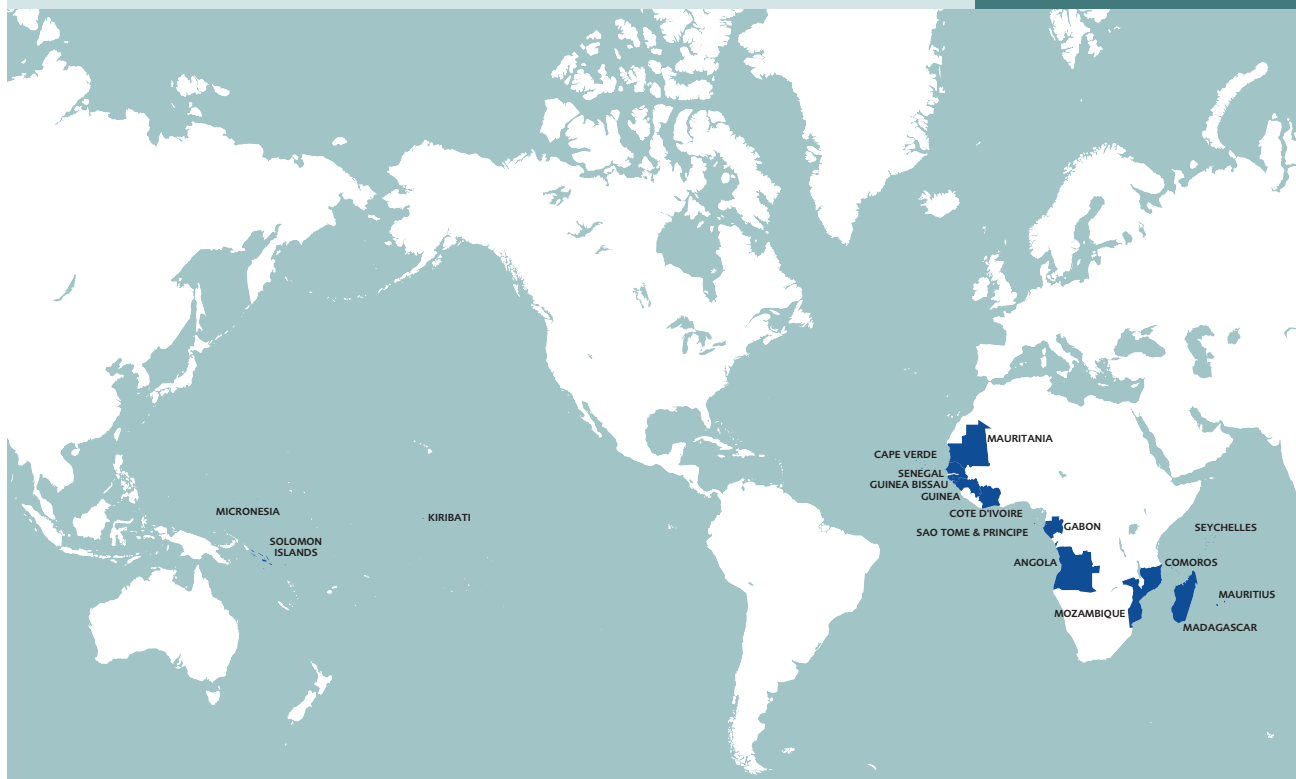 MAURITANIA
CAPE VERDE
SENEGAL
GUINEA BISSAU
GUINEA
COTE D'IVOIRE
MICRONESIA
KIRIBATI
SOLOMON
ISLANDS
SAO TOME & PRINCIPE
GABON
SEYCHELLES
ANGOLA
COMOROS
MAURITIUS
MOZAMBIQUE
MADAGASCAR